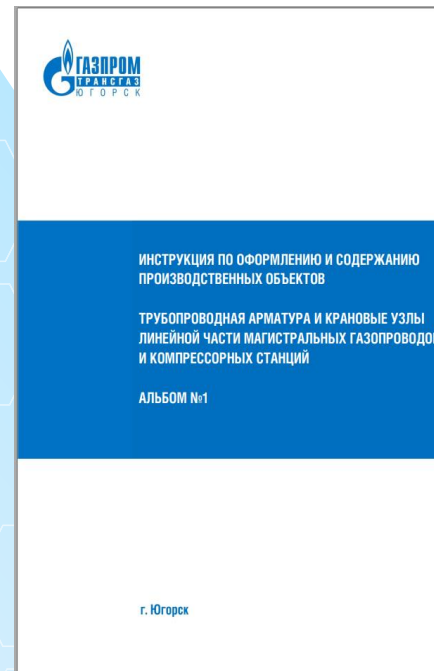 ГАЗПРОМ
ТРАНСГАЗ
ЮГОРСК
ИНСТРУКЦИЯ ПО ОФОРМЛЕНИЮ И СОДЕРЖАНИЮ
ПРОИЗВОДСТВЕННЫХ ОБЪЕКТОВ
ТРУБОПРОВОДНАЯ АРМАТУРА И КРАНОВЫЕ УЗЛЫ
ЛИНЕЙНОЙ ЧАСТИ МАГИСТРАЛЬНЫХ ГАЗОПРОВОДО
И КОМПРЕССОРНЫХ СТАНЦИЙ
АЛЬБОМ №1
г. Югорск